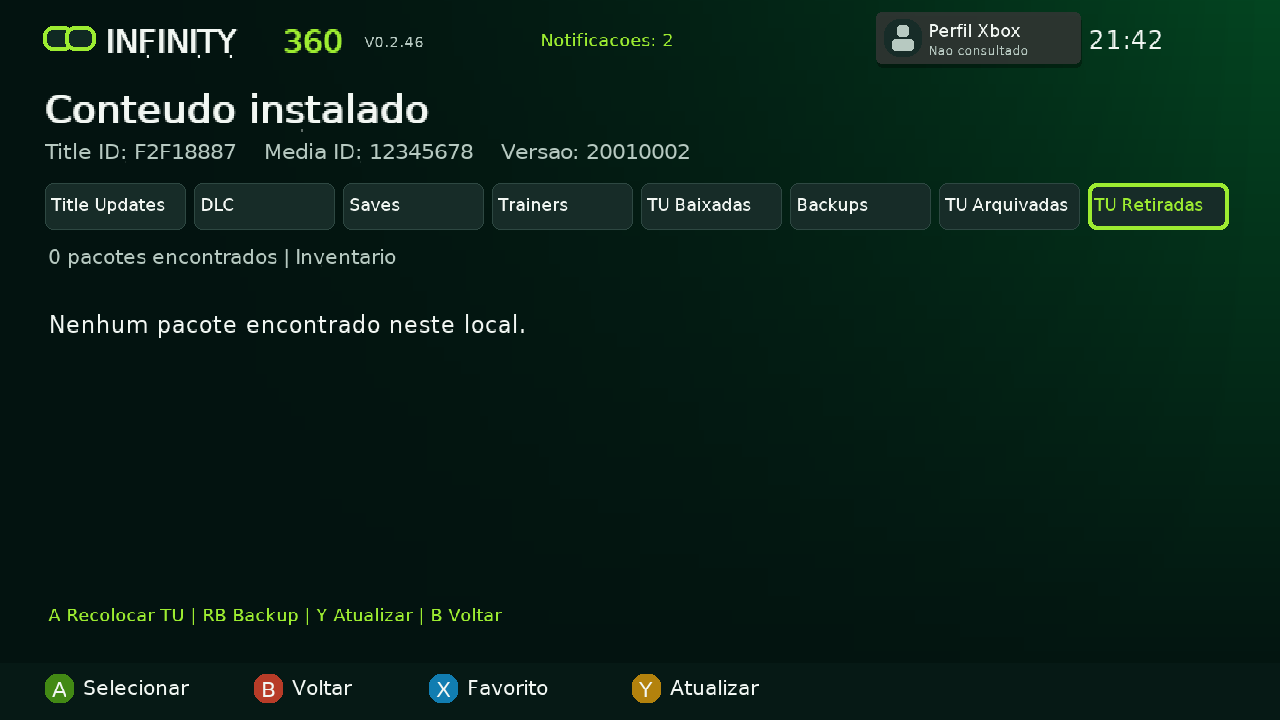 INFINITY 360 V0.2.46 Notificacoes: 2 Perfil Xbox 21:42
Nao consultado
Conteudo instalado
Title ID: F2F18887 Media ID: 12345678 Versao: 20010002
Title Updates DLC Saves Trainers TU Baixadas Backups TU Arquivadas TU Retiradas
0 pacotes encontrados | Inventario
Nenhum pacote encontrado neste local.
A Recolocar TU | RB Backup | Y Atualizar | B Voltar
A Selecionar B Voltar X Favorito Y Atualizar